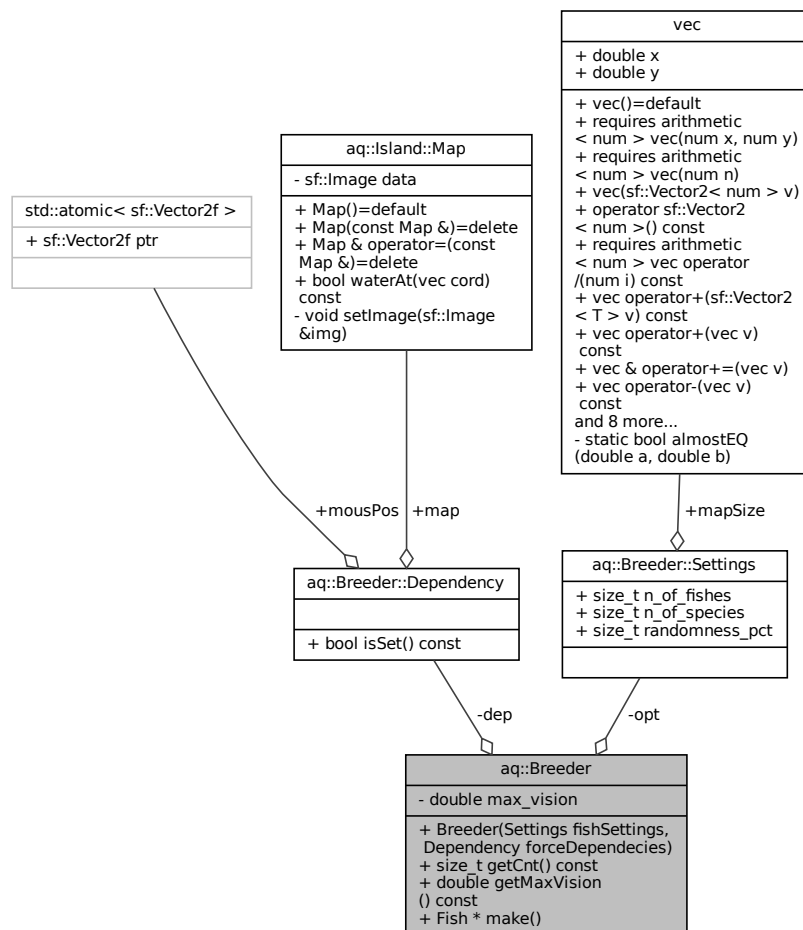 vec
+ double x
+ double y
+ vec()=default
+ requires arithmetic
< num > vec(num x, num y)
+ requires arithmetic
< num > vec(num n)
+ vec(sf::Vector2< num > v)
+ operator sf::Vector2
< num >() const
+ requires arithmetic
< num > vec operator
/(num i) const
+ vec operator+(sf::Vector2
< T > v) const
+ vec operator+(vec v)
const
+ vec & operator+=(vec v)
+ vec operator-(vec v)
const
and 8 more...
- static bool almostEQ
(double a, double b)
aq::Island::Map
- sf::Image data
+ Map()=default
+ Map(const Map &)=delete
+ Map & operator=(const
Map &)=delete
+ bool waterAt(vec cord)
const
- void setImage(sf::Image
&img)
std::atomic< sf::Vector2f >
+ sf::Vector2f ptr
+mousPos
+map
+mapSize
aq::Breeder::Dependency
+ bool isSet() const
aq::Breeder::Settings
+ size_t n_of_fishes
+ size_t n_of_species
+ size_t randomness_pct
-dep
-opt
aq::Breeder
- double max_vision
+ Breeder(Settings fishSettings,
Dependency forceDependecies)
+ size_t getCnt() const
+ double getMaxVision
() const
+ Fish * make()